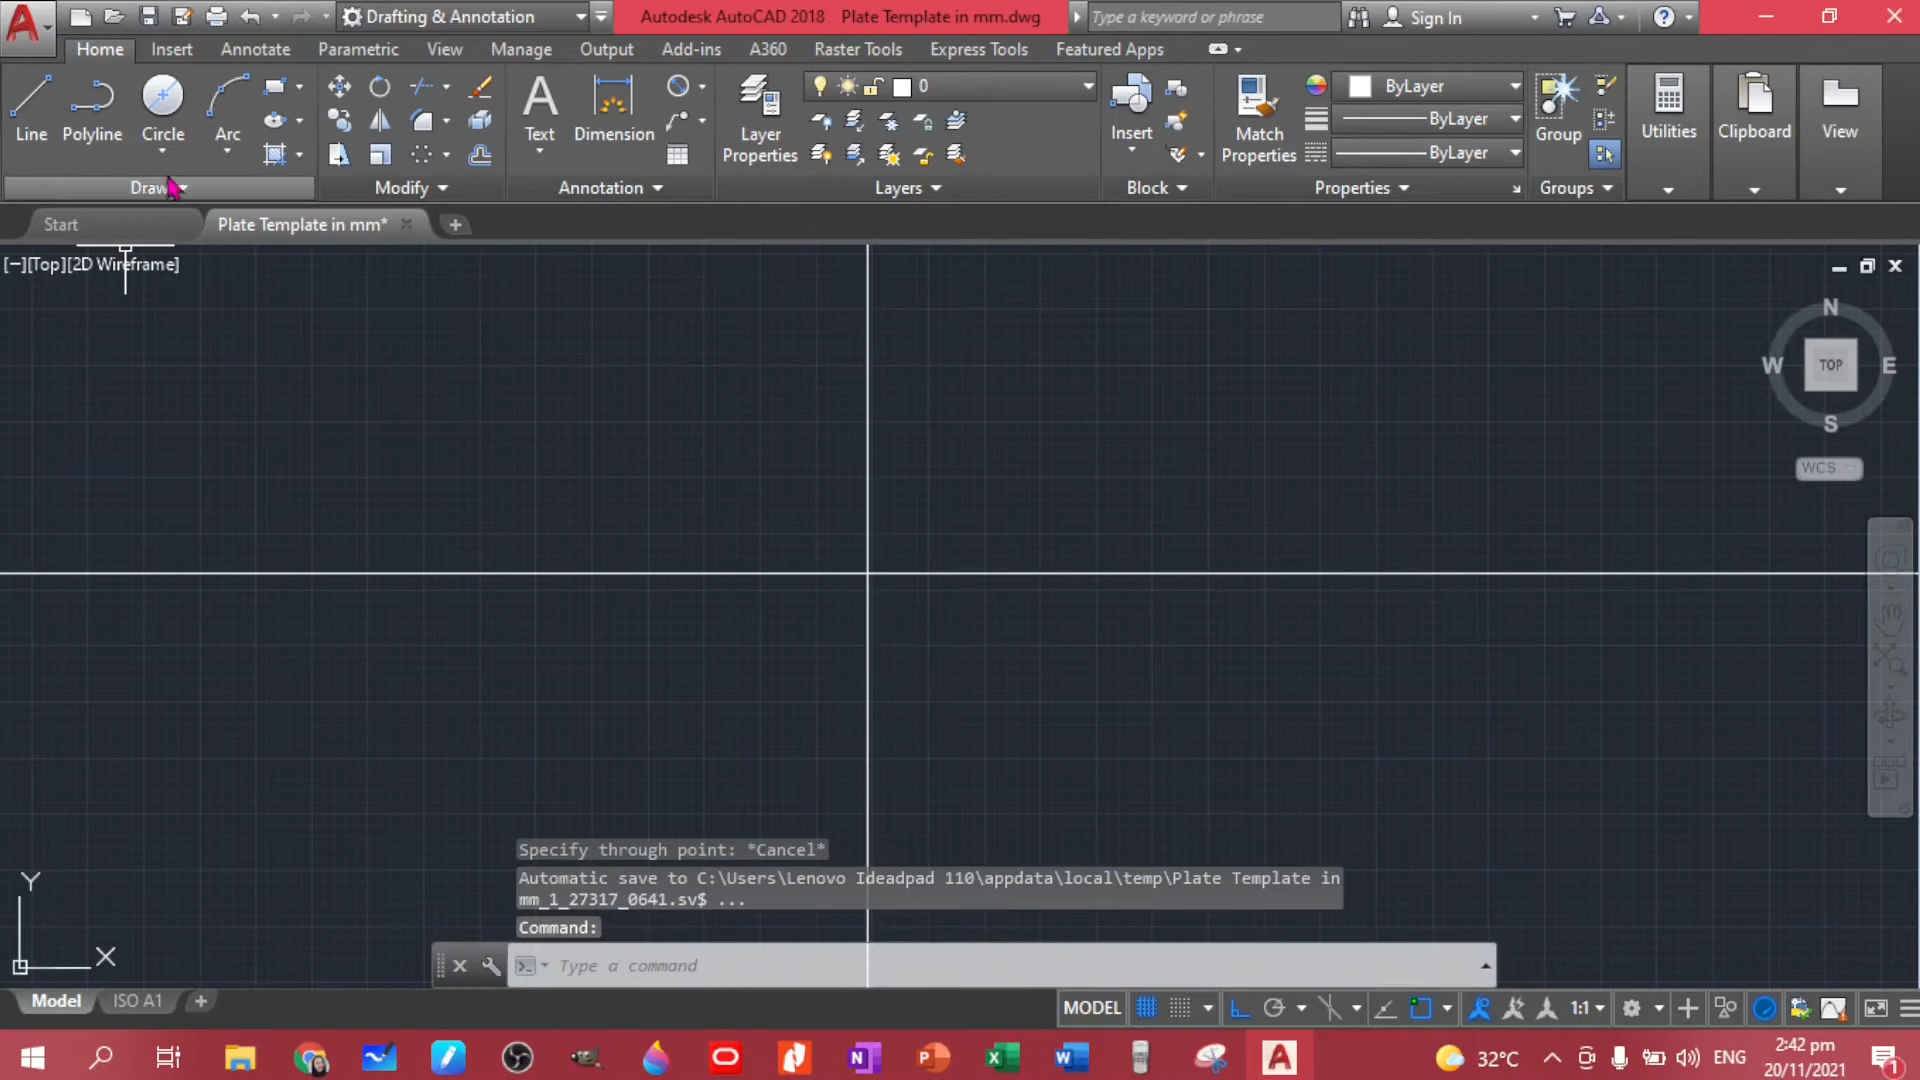 Drafting & Annotation
Autodesk AutoCAD 2018 Plate Template in mm.dwg
Type a keyword or phrase
Sign In
Home Insert Annotate Parametric View Manage Output Add-ins A360 Raster Tools Express Tools Featured Apps
Line Polyline Circle Arc
Text Dimension
Layer Properties
0
Insert
Match Properties
ByLayer
ByLayer
ByLayer
Group
Utilities Clipboard View
Draw Modify Annotation Layers Block Properties Groups
Start Plate Template in mm*
[−][Top][2D Wireframe]
N
W TOP E
S
WCS
Specify through point: *Cancel*
Automatic save to C:\Users\Lenovo Ideapad 110\appdata\local\temp\Plate Template in
mm_1_27317_0641.sv$ ...
Command:
Type a command
Y
X
Model ISO A1
MODEL 1:1
32°C ENG
2:42 pm
20/11/2021
1